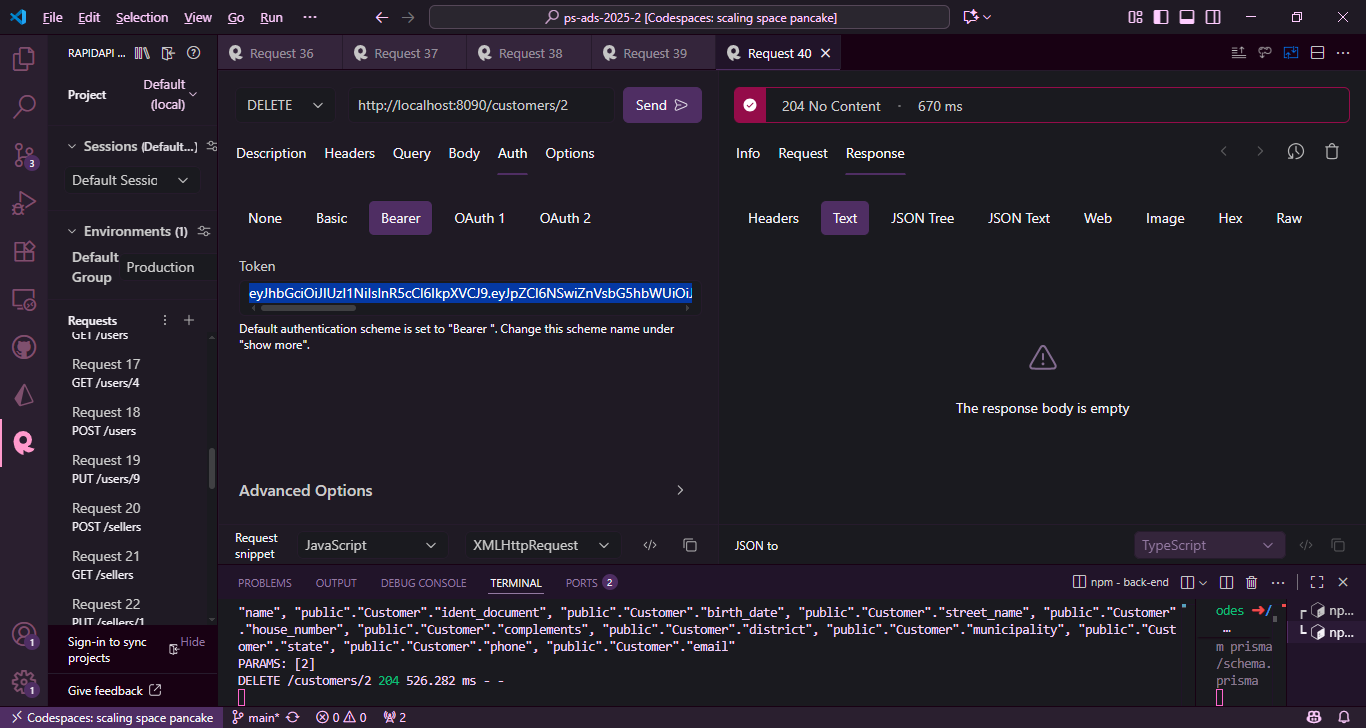 File Edit Selection View Go Run ··· ps-ads-2025-2 [Codespaces: scaling space pancake]
RAPIDAPI ...
Request 36 Request 37 Request 38 Request 39 Request 40
Project Default (local)
Sessions (Default...)
Default Sessic
Environments (1)
Default Group Production
Requests
GET /users
Request 17
GET /users/4
Request 18
POST /users
Request 19
PUT /users/9
Request 20
POST /sellers
Request 21
GET /sellers
Request 22
PUT /sellers/1
Sign-in to sync projects Hide
Give feedback
DELETE http://localhost:8090/customers/2 Send
Description Headers Query Body Auth Options
None Basic Bearer OAuth 1 OAuth 2
Token
eyJhbGciOiJIUzI1NiIsInR5cCI6IkpXVCJ9.eyJpZCI6NSwiZnVsbG5hbWUiOiJ
Default authentication scheme is set to "Bearer ". Change this scheme name under
"show more".
Advanced Options
Request snippet JavaScript XMLHttpRequest
204 No Content · 670 ms
Info Request Response
Headers Text JSON Tree JSON Text Web Image Hex Raw
The response body is empty
JSON to TypeScript
PROBLEMS OUTPUT DEBUG CONSOLE TERMINAL PORTS 2 npm - back-end
"name", "public"."Customer"."ident_document", "public"."Customer"."birth_date", "public"."Customer"."street_name", "public"."Customer"
."house_number", "public"."Customer"."complements", "public"."Customer"."district", "public"."Customer"."municipality", "public"."Cust
omer"."state", "public"."Customer"."phone", "public"."Customer"."email"
PARAMS: [2]
DELETE /customers/2 204 526.282 ms - -
odes ➜/
...
m prisma
/schema.
prisma
np...
np...
3
1
1
Codespaces: scaling space pancake main* 0 0 2